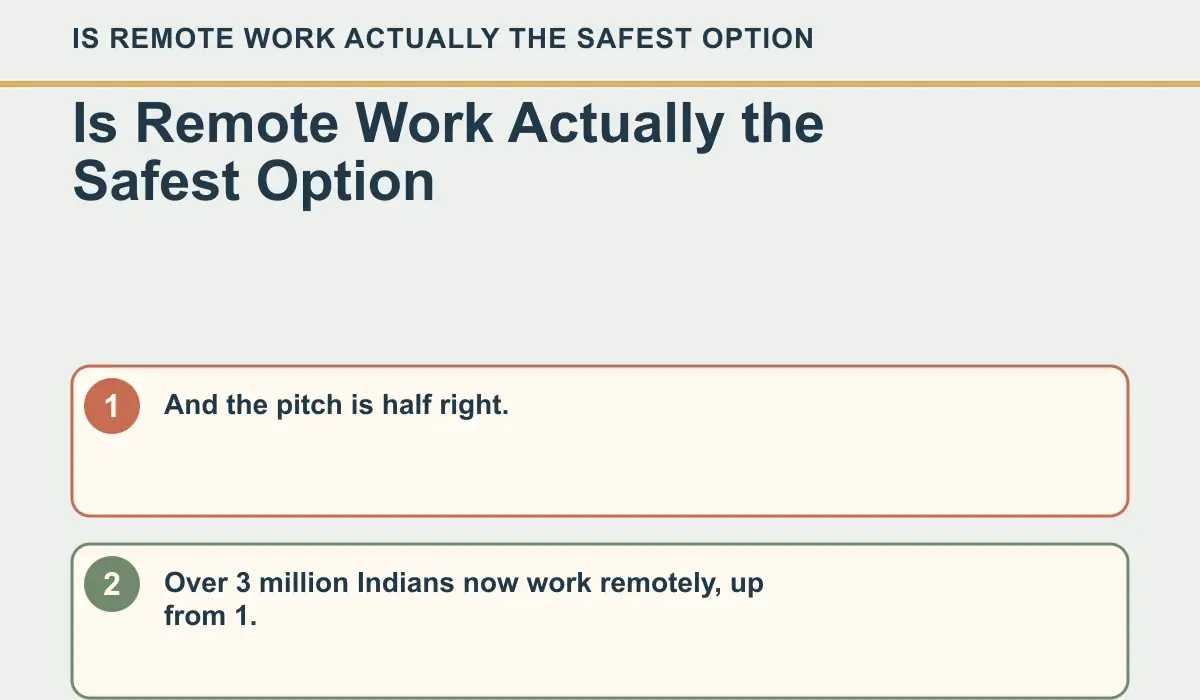 IS REMOTE WORK ACTUALLY THE SAFEST OPTION
Is Remote Work Actually the
Safest Option
1
And the pitch is half right.
2
Over 3 million Indians now work remotely, up
from 1.